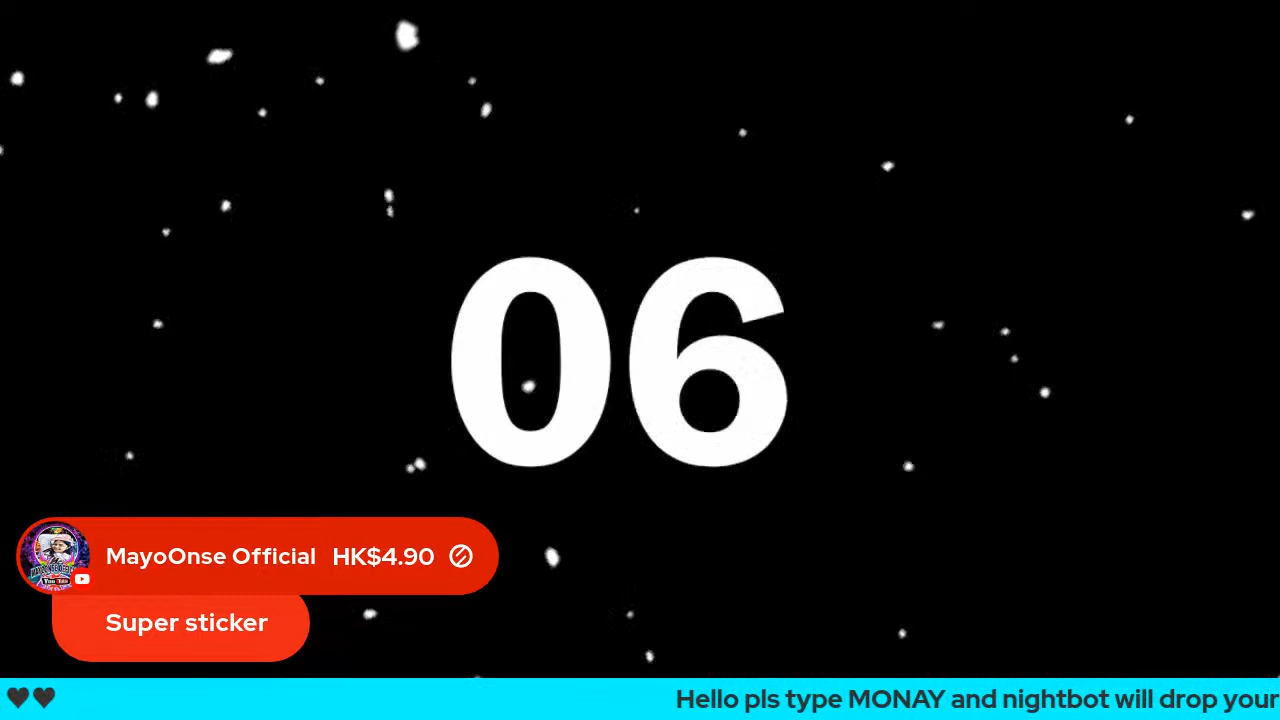 06
MayoOnse Official HK$4.90
Super sticker
♥♥ Hello pls type MONAY and nightbot will drop your